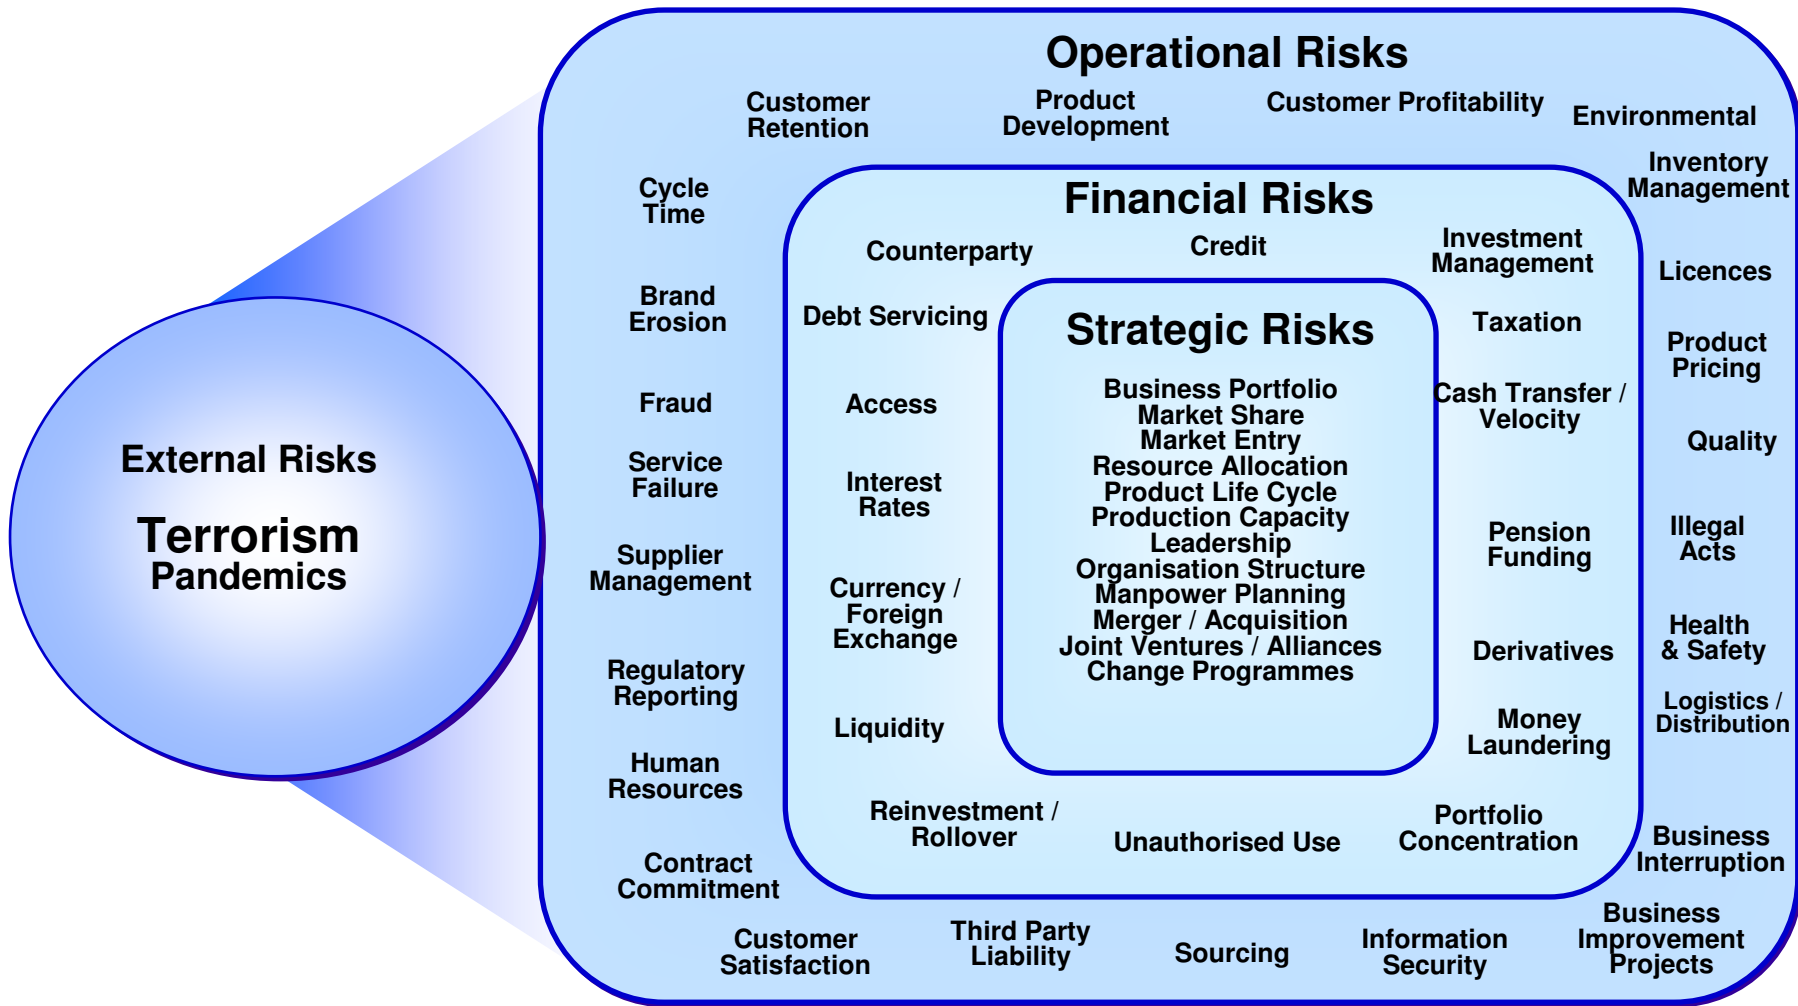 Operational Risks
Customer
Retention
Product
Development
Customer Profitability
Environmental
Inventory
Management
Cycle
Time
Brand
Erosion
Fraud
Service
Failure
Supplier
Management
Regulatory
Reporting
Human
Resources
Contract
Commitment
Customer
Satisfaction
Third Party
Liability
Sourcing
Information
Security
Business
Improvement
Projects
Business
Interruption
Logistics /
Distribution
Health
& Safety
Illegal
Acts
Quality
Product
Pricing
Licences
Financial Risks
Counterparty
Credit
Investment
Management
Debt Servicing
Taxation
Access
Cash Transfer /
Velocity
Interest
Rates
Pension
Funding
Currency /
Foreign
Exchange
Derivatives
Liquidity
Money
Laundering
Reinvestment /
Rollover
Unauthorised Use
Portfolio
Concentration
Strategic Risks
Business Portfolio
Market Share
Market Entry
Resource Allocation
Product Life Cycle
Production Capacity
Leadership
Organisation Structure
Manpower Planning
Merger / Acquisition
Joint Ventures / Alliances
Change Programmes
External Risks
Terrorism
Pandemics